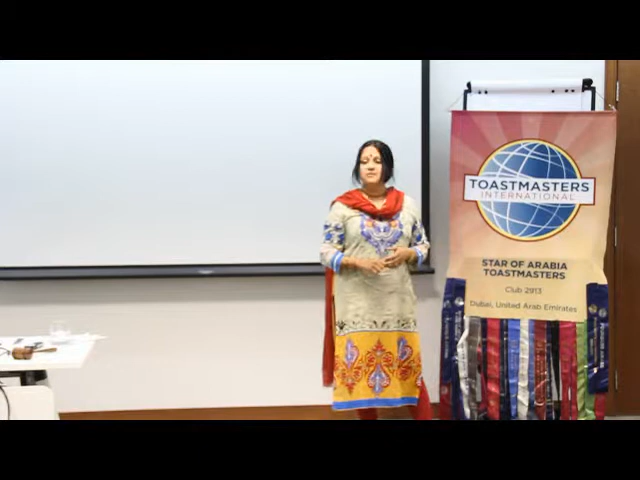 TOASTMASTERS
INTERNATIONAL
STAR OF ARABIA
TOASTMASTERS
Club 2913
Dubai, United Arab Emirates